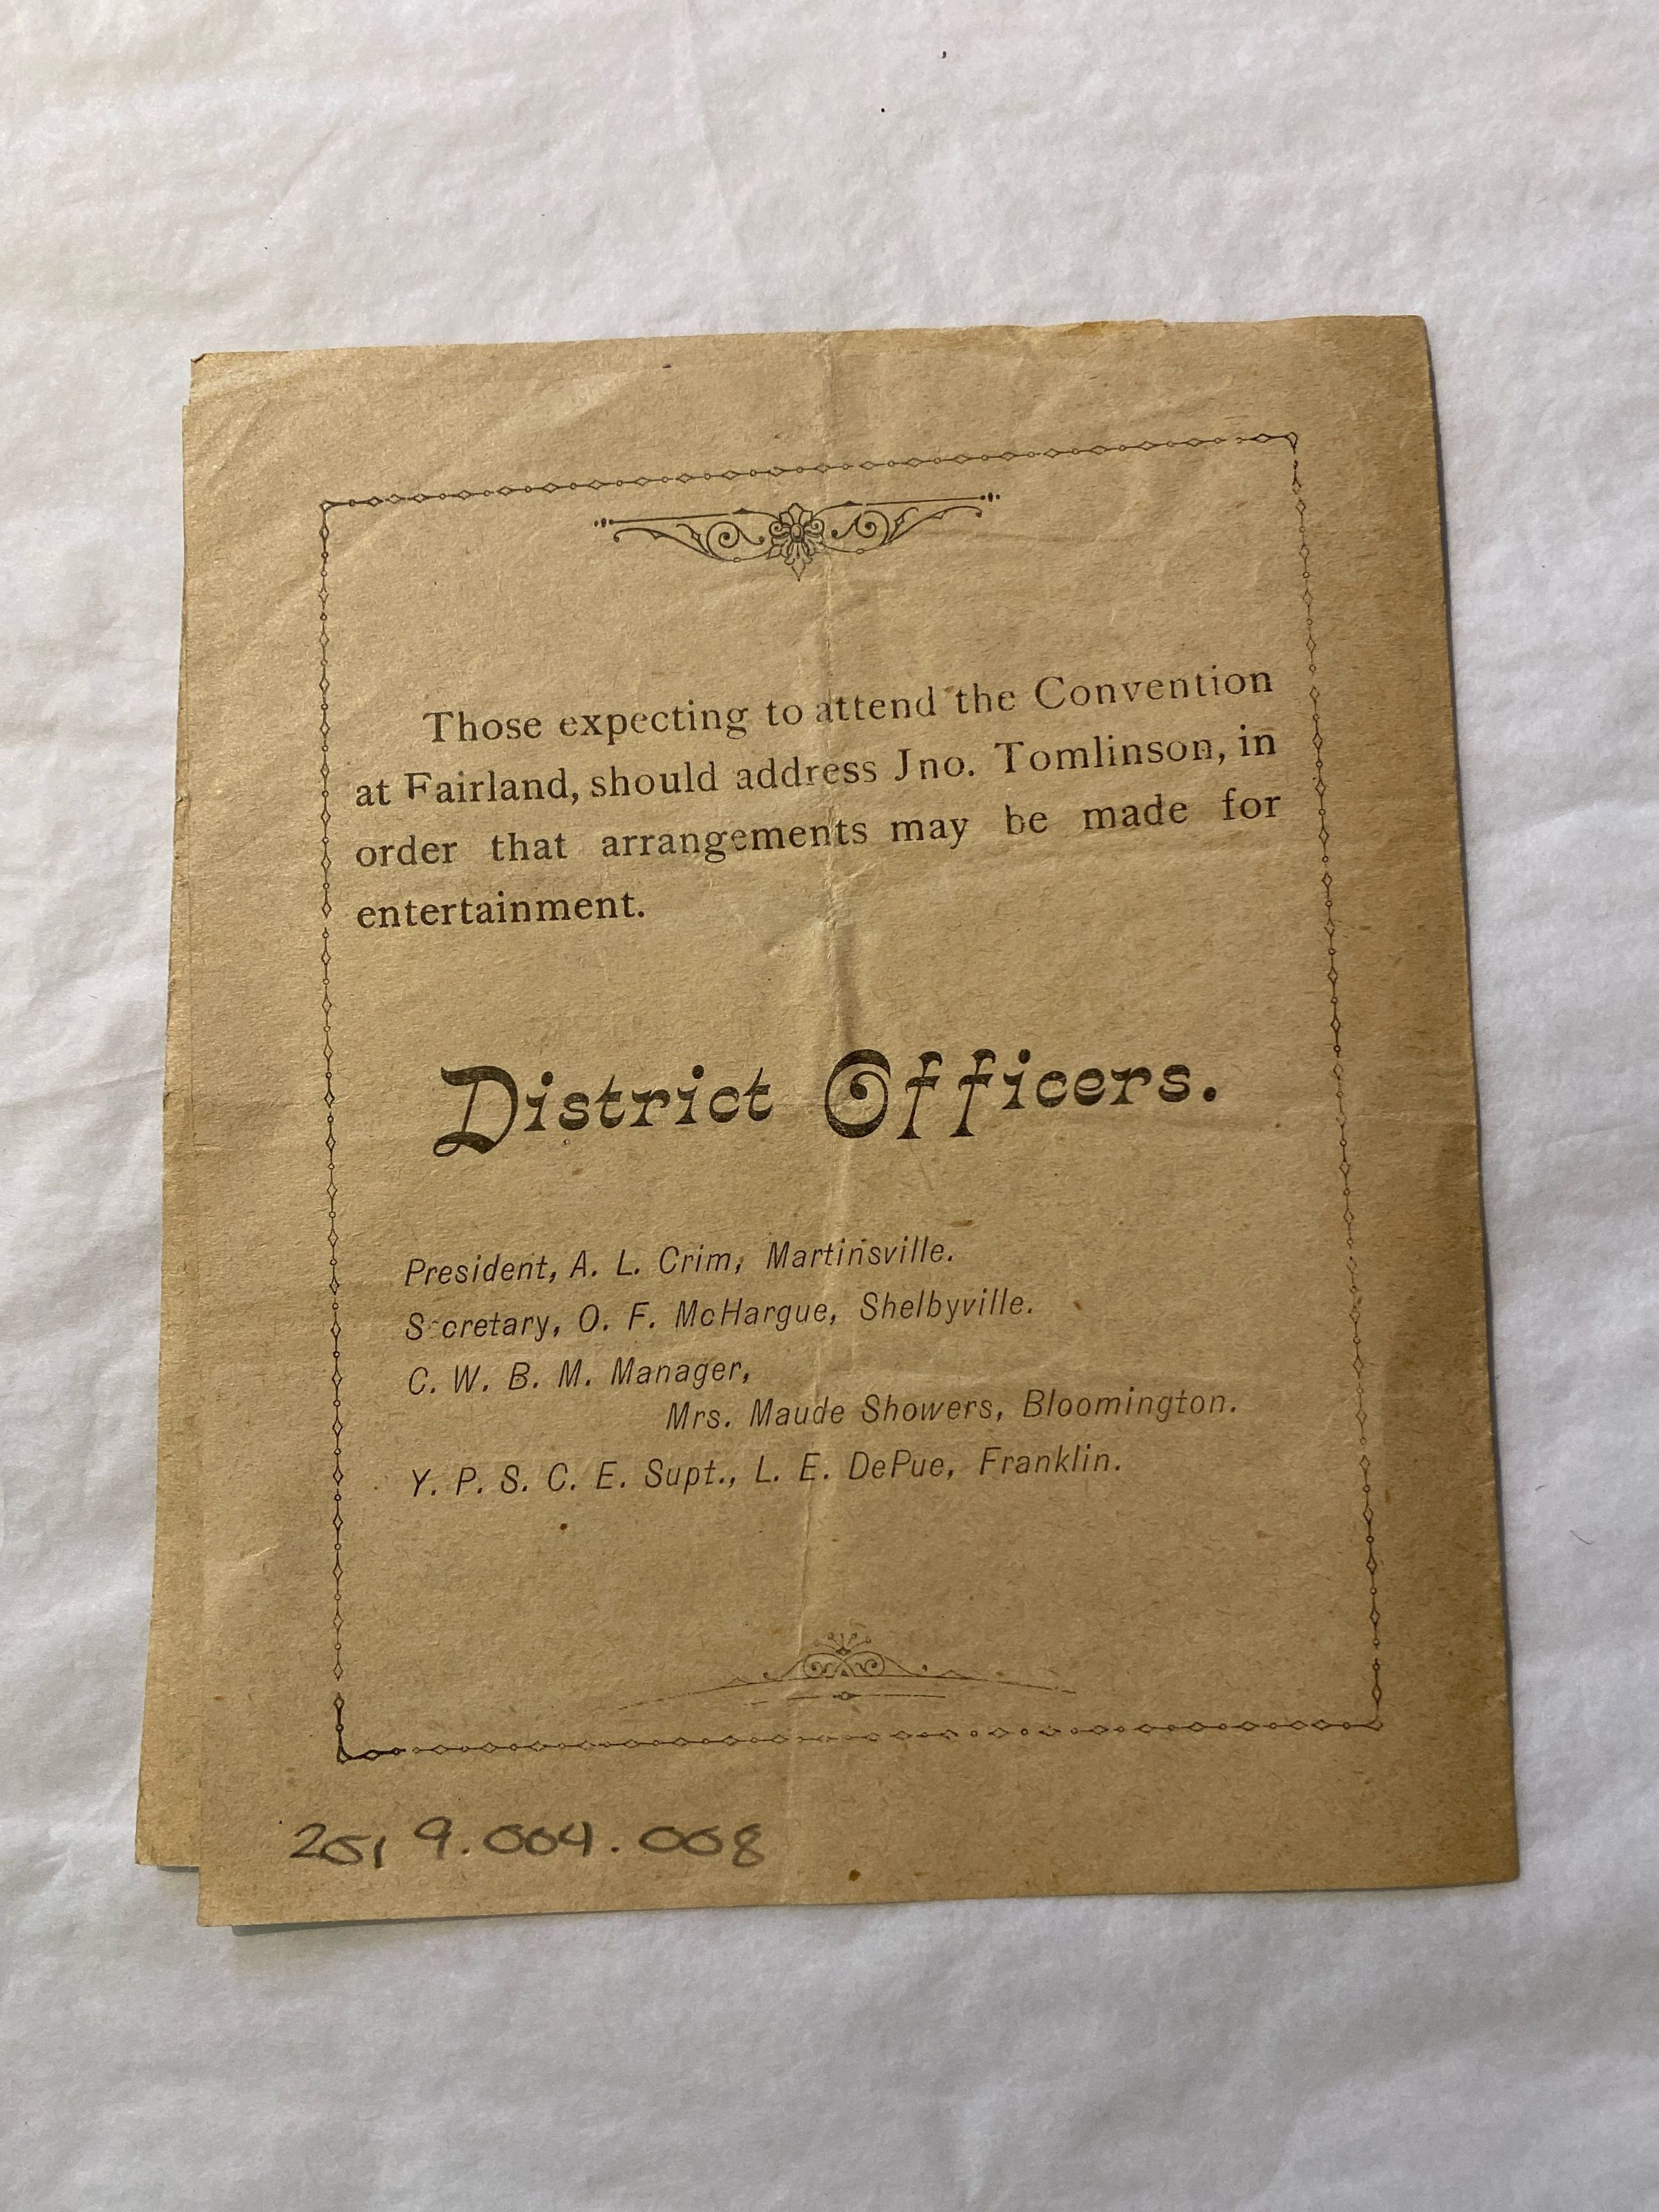 Those expecting to attend the Convention
at Fairland, should address Jno. Tomlinson, in
order that arrangements may be made for
entertainment.
District Officers.
President, A. L. Crim, Martinsville.
Secretary, O. F. McHargue, Shelbyville.
C. W. B. M. Manager,
Mrs. Maude Showers, Bloomington.
Y. P. S. C. E. Supt., L. E. DePue, Franklin.
2019.004.008